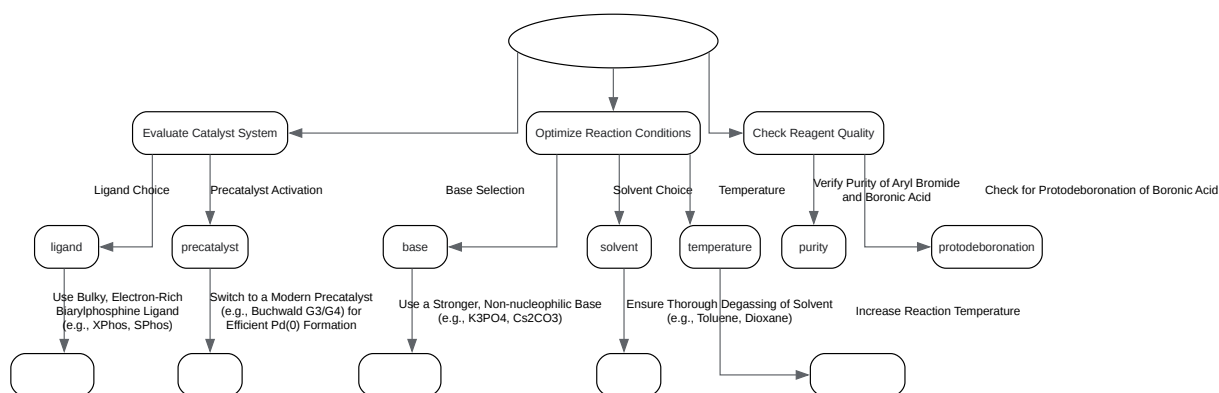 Evaluate Catalyst System
Optimize Reaction Conditions
Check Reagent Quality
Ligand Choice
Precatalyst Activation
Base Selection
Solvent Choice
Temperature
Verify Purity of Aryl Bromide
and Boronic Acid
Check for Protodeboronation of Boronic Acid
ligand
precatalyst
base
solvent
temperature
purity
protodeboronation
Use Bulky, Electron-Rich
Biarylphosphine Ligand
(e.g., XPhos, SPhos)
Switch to a Modern Precatalyst
(e.g., Buchwald G3/G4) for
Efficient Pd(0) Formation
Use a Stronger, Non-nucleophilic Base
(e.g., K3PO4, Cs2CO3)
Ensure Thorough Degassing of Solvent
(e.g., Toluene, Dioxane)
Increase Reaction Temperature